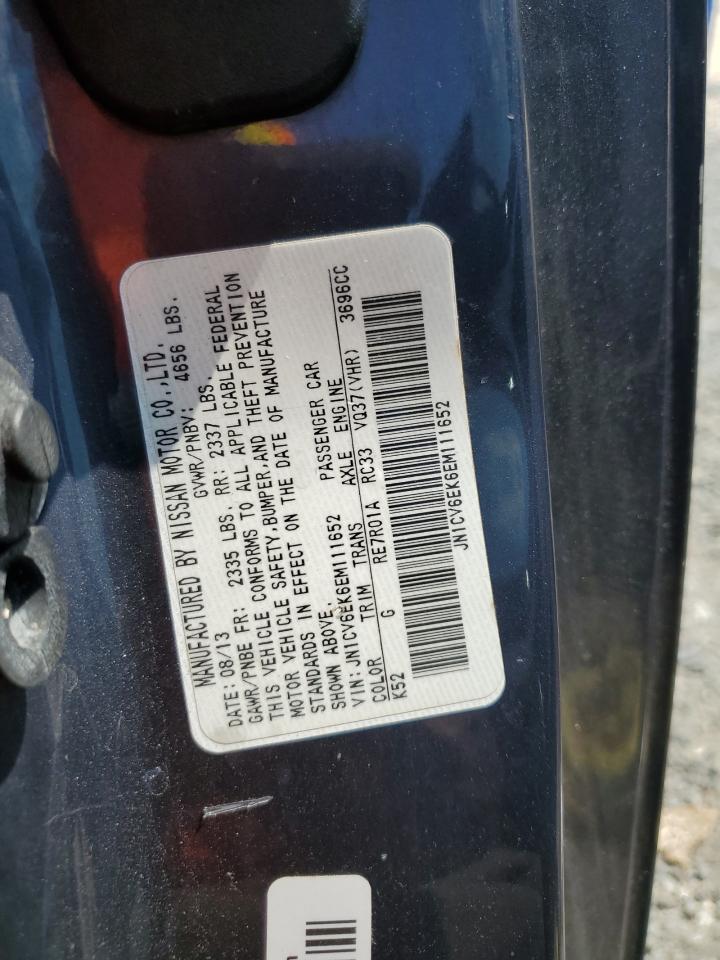 MANUFACTURED BY NISSAN MOTOR CO.,LTD.
DATE: 08/13 GVWR/PNBV: 4656 LBS.
GAWR/PNBE FR: 2335 LBS. RR: 2337 LBS.
THIS VEHICLE CONFORMS TO ALL APPLICABLE FEDERAL
MOTOR VEHICLE SAFETY,BUMPER,AND THEFT PREVENTION
STANDARDS IN EFFECT ON THE DATE OF MANUFACTURE
SHOWN ABOVE.
VIN: JN1CV6EK6EM111652 PASSENGER CAR
COLOR TRIM TRANS AXLE ENGINE
K52 G RE7R01A RC33 VQ37(VHR) 3696CC
JN1CV6EK6EM111652